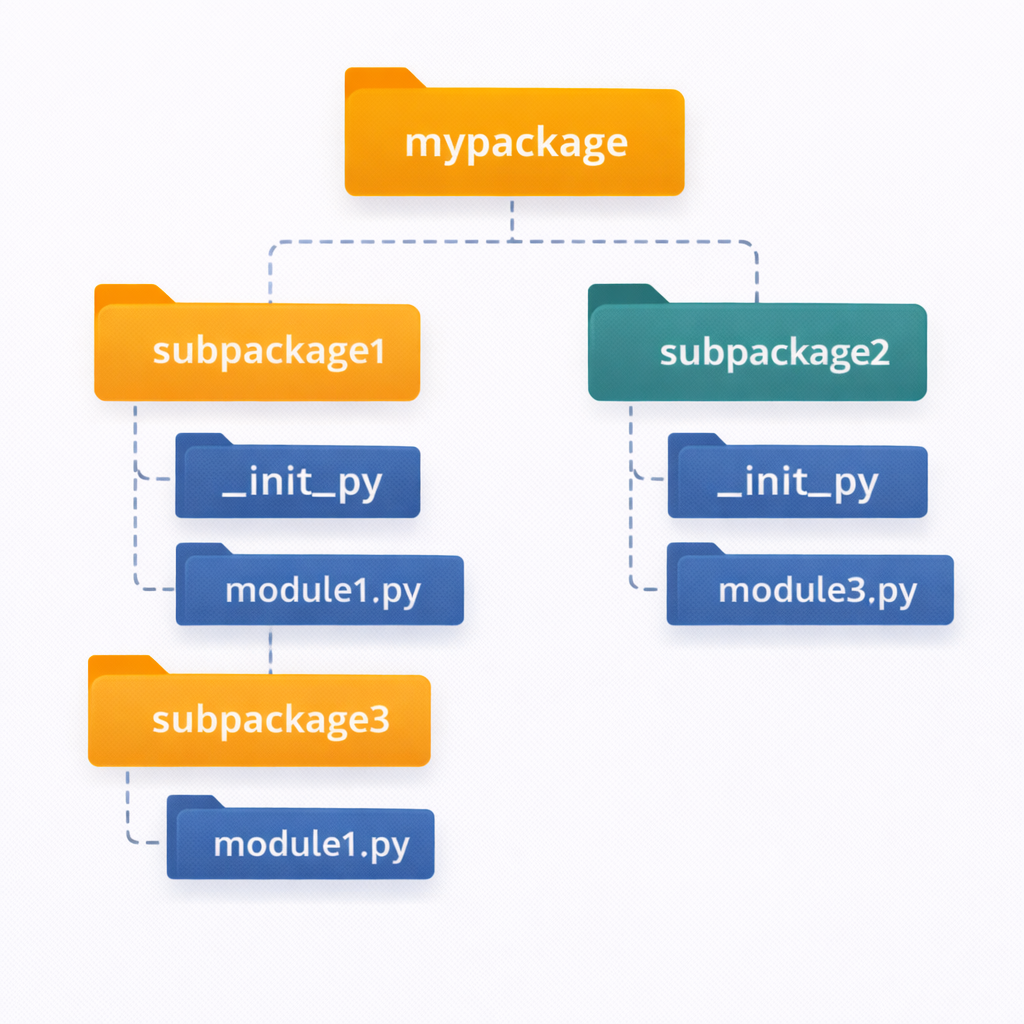 mypackage
subpackage1
_init_py
module1.py
subpackage3
module1.py
subpackage2
_init_py
module3.py